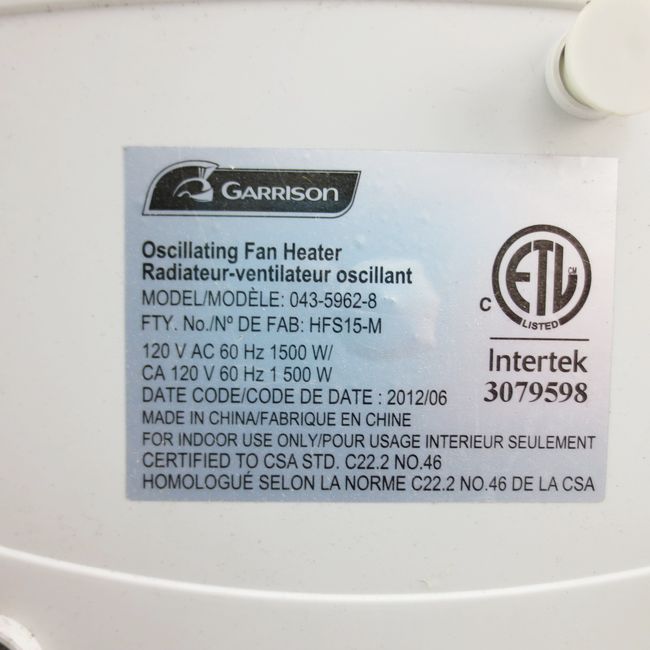 GARRISON
Oscillating Fan Heater
Radiateur-ventilateur oscillant
MODEL/MODÈLE: 043-5962-8
FTY. No./Nº DE FAB: HFS15-M
120 V AC 60 Hz 1500 W/
CA 120 V 60 Hz 1 500 W
DATE CODE/CODE DE DATE : 2012/06
MADE IN CHINA/FABRIQUE EN CHINE
FOR INDOOR USE ONLY/POUR USAGE INTERIEUR SEULEMENT
CERTIFIED TO CSA STD. C22.2 NO.46
HOMOLOGUÉ SELON LA NORME C22.2 NO.46 DE LA CSA
C ETL CM
LISTED
Intertek
3079598